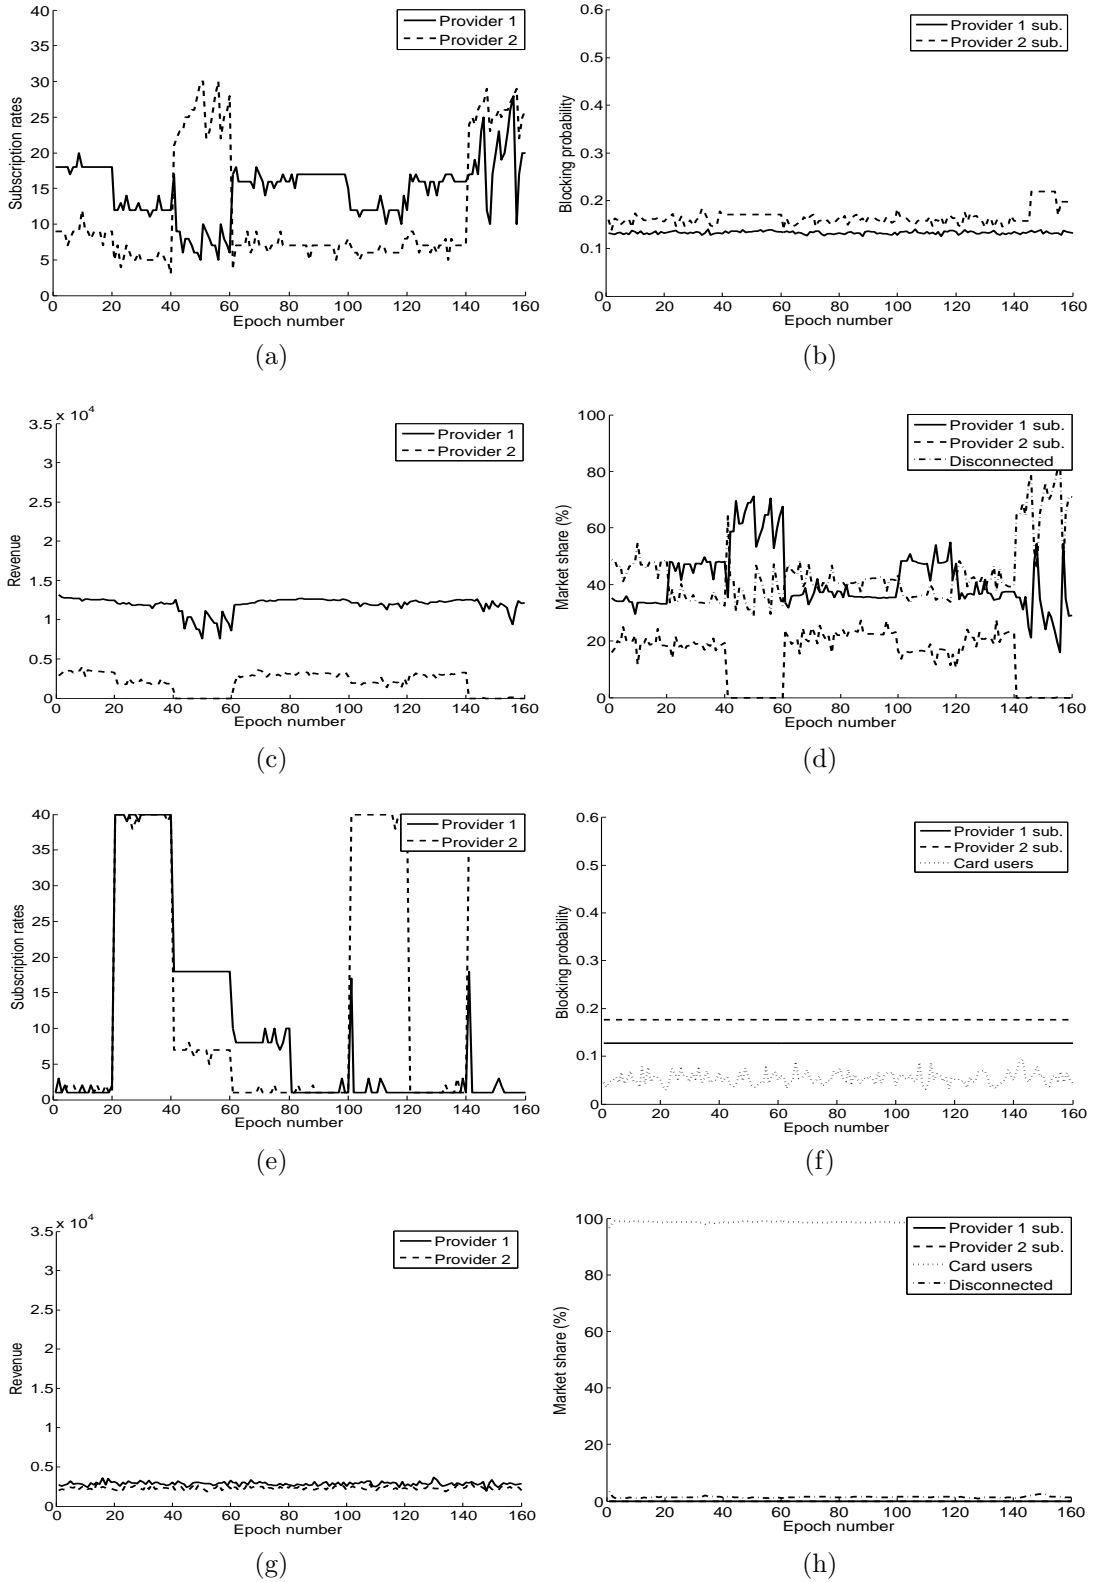 40
35
30
25
20
15
10
5
0
Subscription rates
Provider 1
Provider 2
0 20 40 60 80 100 120 140 160
Epoch number
(a)
0.6
0.5
0.4
0.3
0.2
0.1
0
Blocking probability
Provider 1 sub.
Provider 2 sub.
0 20 40 60 80 100 120 140 160
Epoch number
(b)
x 10^4
3.5
3
2.5
2
1.5
1
0.5
0
Revenue
Provider 1
Provider 2
0 20 40 60 80 100 120 140 160
Epoch number
(c)
100
80
60
40
20
0
Market share (%)
Provider 1 sub.
Provider 2 sub.
Disconnected
0 20 40 60 80 100 120 140 160
Epoch number
(d)
40
35
30
25
20
15
10
5
0
Subscription rates
Provider 1
Provider 2
0 20 40 60 80 100 120 140 160
Epoch number
(e)
0.6
0.5
0.4
0.3
0.2
0.1
0
Blocking probability
Provider 1 sub.
Provider 2 sub.
Card users
0 20 40 60 80 100 120 140 160
Epoch number
(f)
x 10^4
3.5
3
2.5
2
1.5
1
0.5
0
Revenue
Provider 1
Provider 2
0 20 40 60 80 100 120 140 160
Epoch number
(g)
100
80
60
40
20
0
Market share (%)
Provider 1 sub.
Provider 2 sub.
Card users
Disconnected
0 20 40 60 80 100 120 140 160
Epoch number
(h)